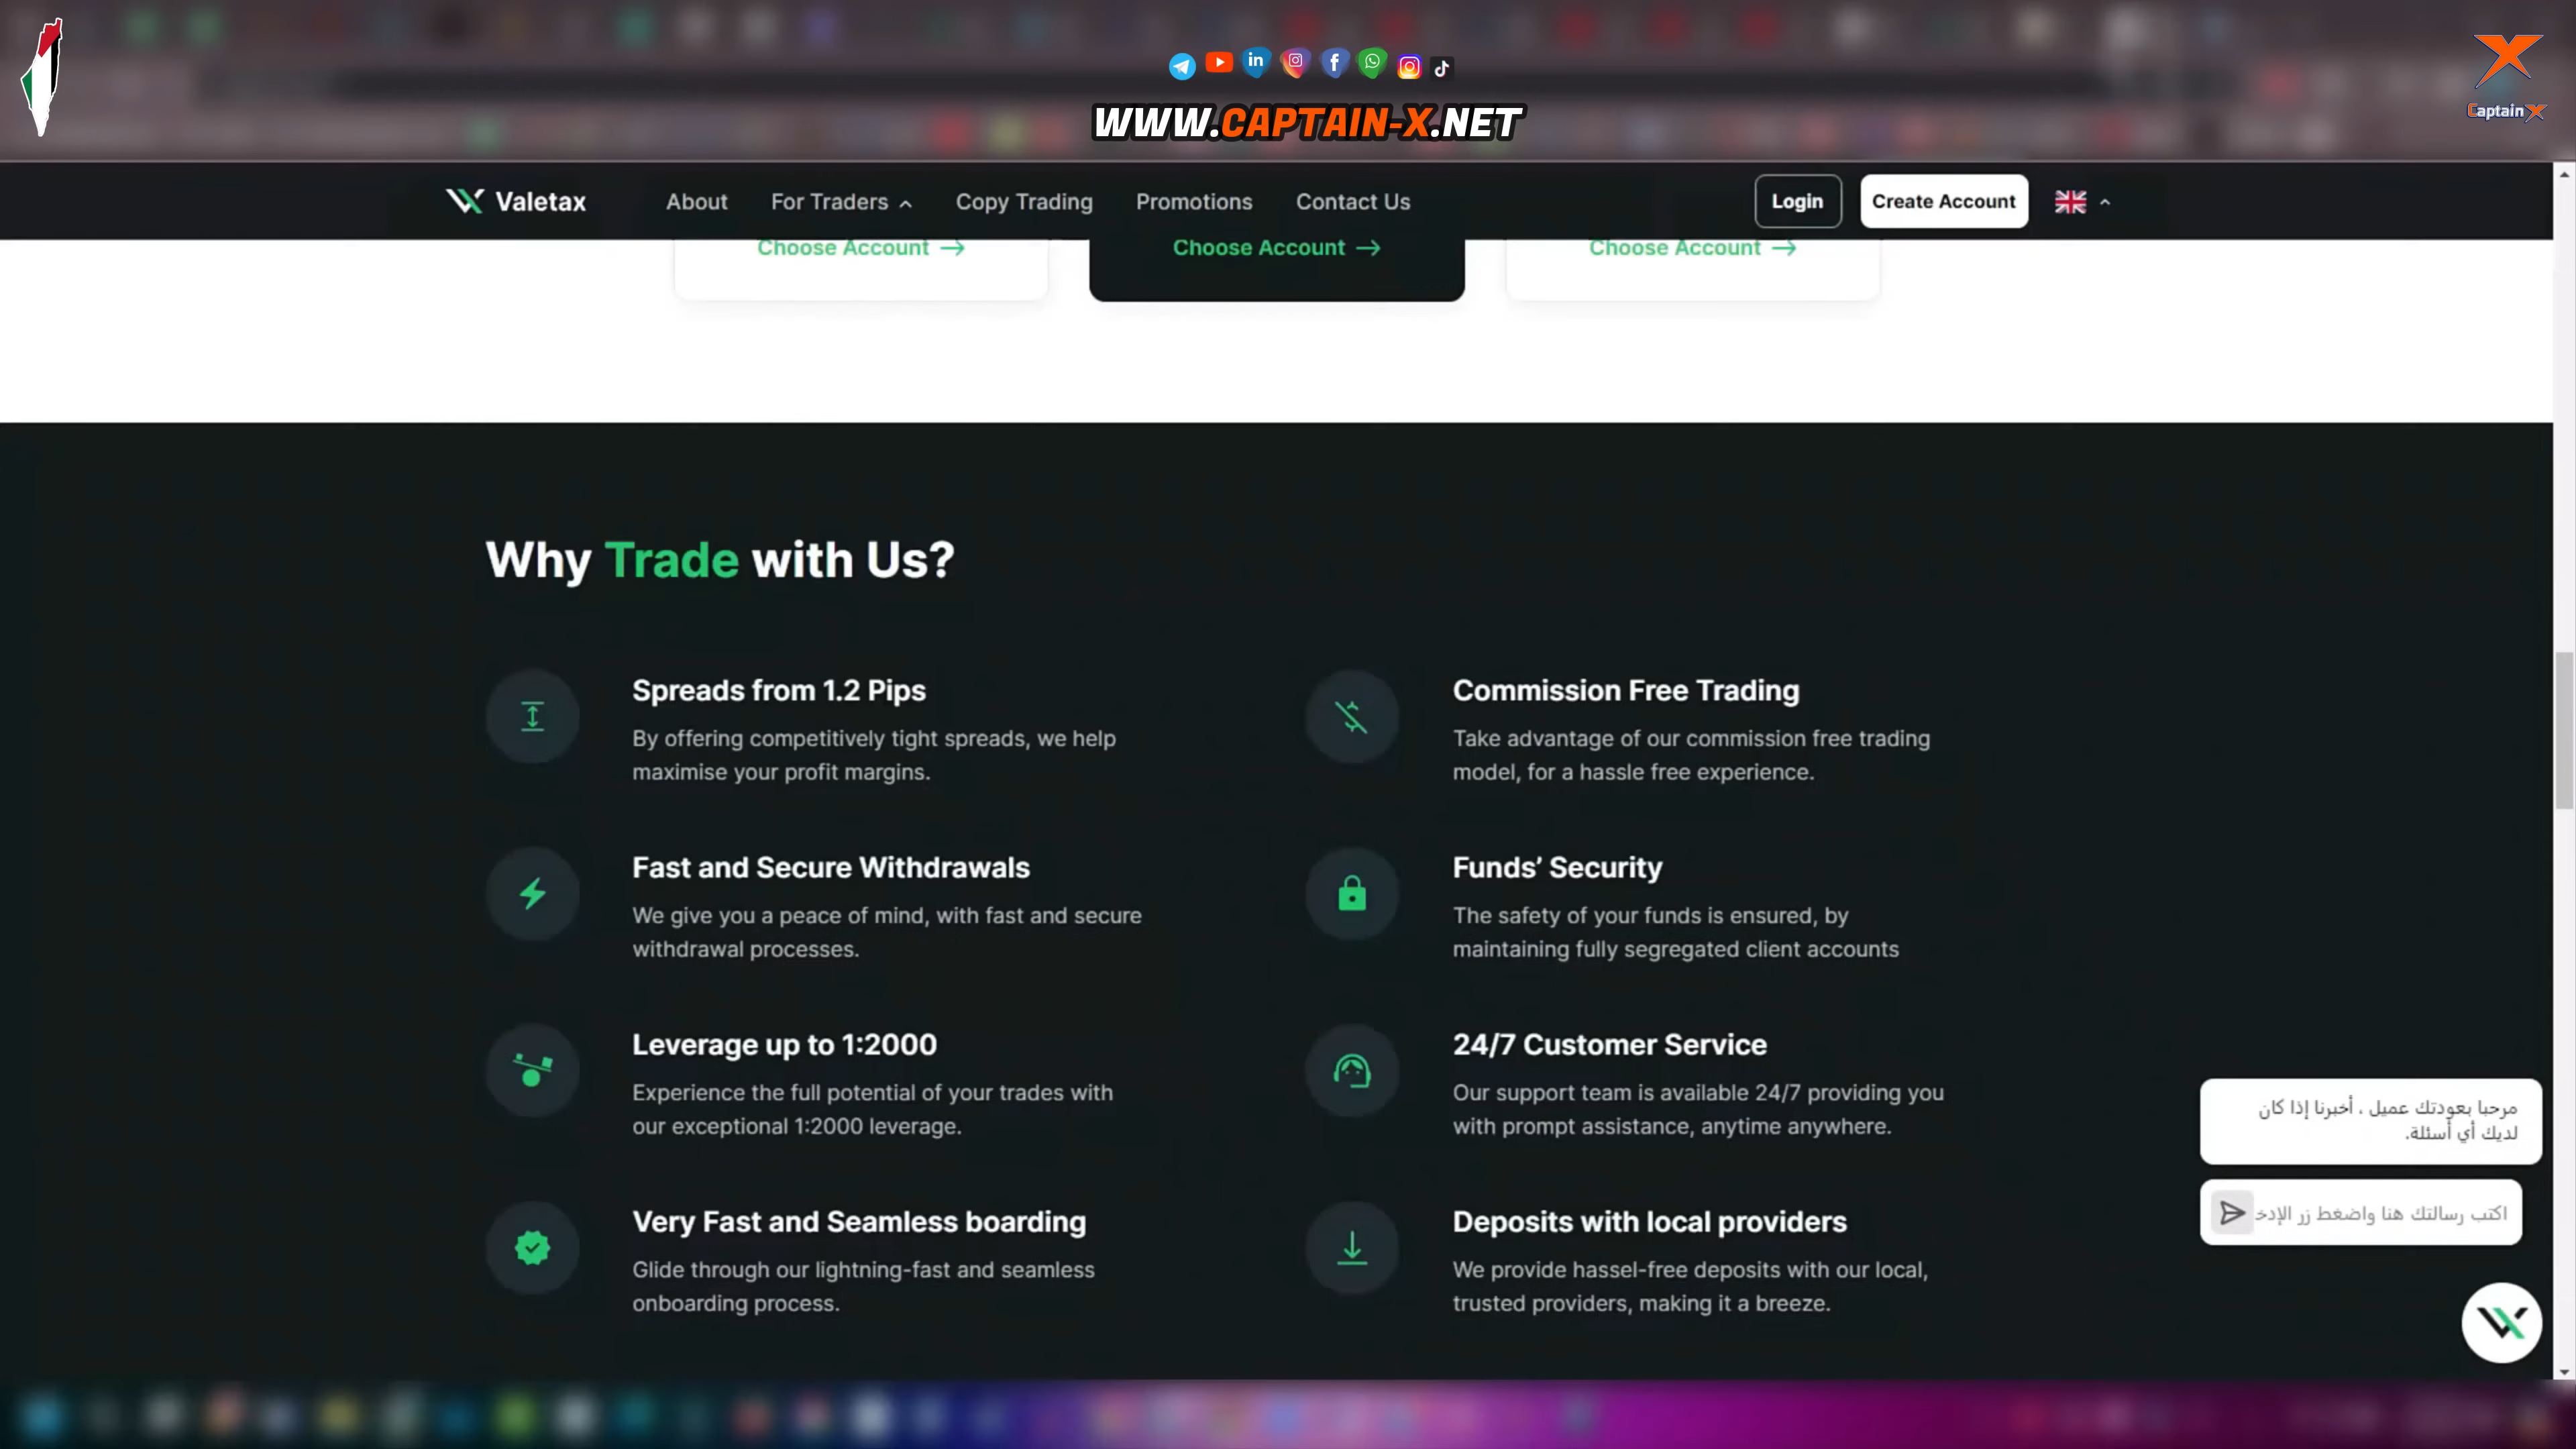 WWW.CAPTAIN-X.NET
Captain X
Valetax
About
For Traders
Copy Trading
Promotions
Contact Us
Login
Create Account
Choose Account →
Choose Account →
Choose Account →
Why Trade with Us?
Spreads from 1.2 Pips
By offering competitively tight spreads, we help
maximise your profit margins.
Commission Free Trading
Take advantage of our commission free trading
model, for a hassle free experience.
Fast and Secure Withdrawals
We give you a peace of mind, with fast and secure
withdrawal processes.
Funds’ Security
The safety of your funds is ensured, by
maintaining fully segregated client accounts
Leverage up to 1:2000
Experience the full potential of your trades with
our exceptional 1:2000 leverage.
24/7 Customer Service
Our support team is available 24/7 providing you
with prompt assistance, anytime anywhere.
Very Fast and Seamless boarding
Glide through our lightning-fast and seamless
onboarding process.
Deposits with local providers
We provide hassel-free deposits with our local,
trusted providers, making it a breeze.
مرحبا بعودتك عميل ، أخبرنا إذا كان
لديك أي أسئلة.
اكتب رسالتك هنا واضغط زر الإدخ